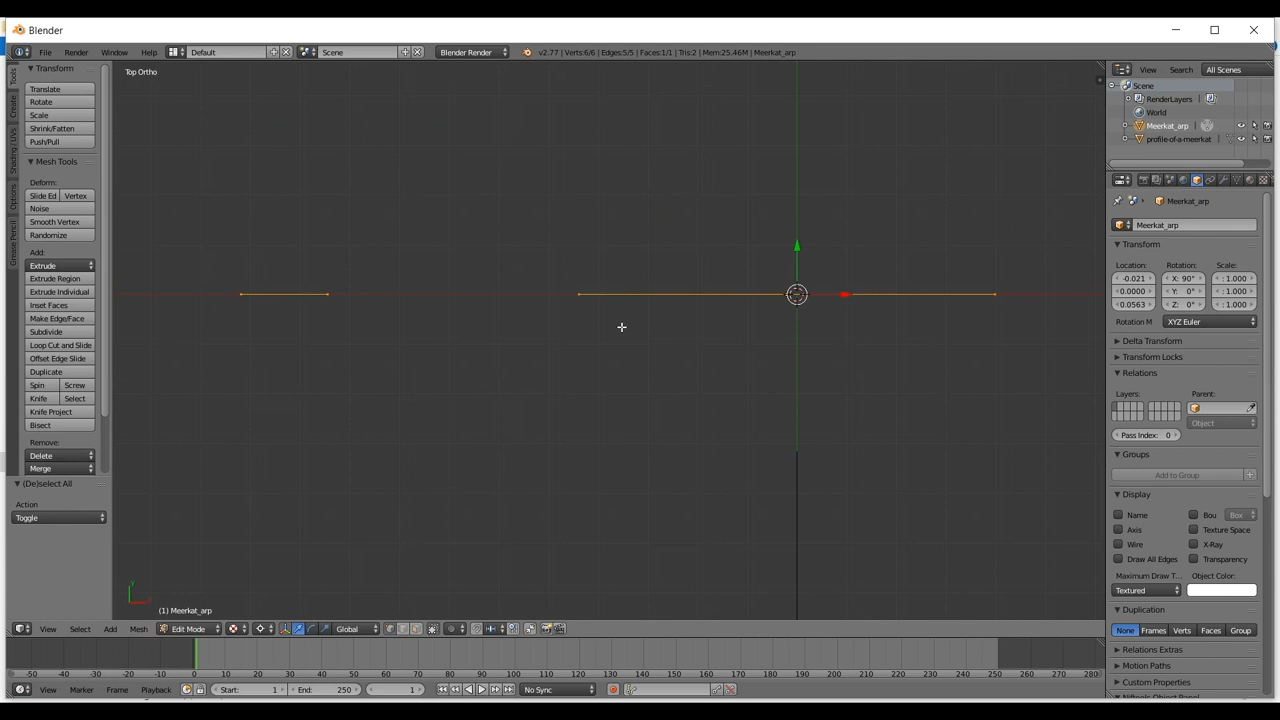 Blender
File Render Window Help Default Scene Blender Render v2.77 | Verts:6/6 | Edges:5/5 | Faces:1/1 | Tris:2 | Mem:25.46M | Meerkat_arp
Tools
Create
Shading / UVs
Options
Grease Pencil
Transform
Translate
Rotate
Scale
Shrink/Fatten
Push/Pull
Mesh Tools
Deform:
Slide Ed Vertex
Noise
Smooth Vertex
Randomize
Add:
Extrude
Extrude Region
Extrude Individual
Inset Faces
Make Edge/Face
Subdivide
Loop Cut and Slide
Offset Edge Slide
Duplicate
Spin Screw
Knife Select
Knife Project
Bisect
Remove:
Delete
Merge
(De)select All
Action
Toggle
Top Ortho
(1) Meerkat_arp
View Select Add Mesh Edit Mode Global
-50 -40 -30 -20 -10 0 10 20 30 40 50 60 70 80 90 100 110 120 130 140 150 160 170 180 190 200 210 220 230 240 250 260 270 280
View Marker Frame Playback Start: 1 End: 250 1 No Sync
View Search All Scenes
Scene
RenderLayers
World
Meerkat_arp
profile-of-a-meerkat
Meerkat_arp
Meerkat_arp
Transform
Location: Rotation: Scale:
-0.021 X: 90° : 1.000
0.0000 Y: 0° : 1.000
0.0563 Z: 0° : 1.000
Rotation M XYZ Euler
Delta Transform
Transform Locks
Relations
Layers: Parent:
Object
Pass Index: 0
Groups
Add to Group
Display
Name Bou Box
Axis Texture Space
Wire X-Ray
Draw All Edges Transparency
Maximum Draw T... Object Color:
Textured
Duplication
None Frames Verts Faces Group
Relations Extras
Motion Paths
Custom Properties
Niftools Object Panel